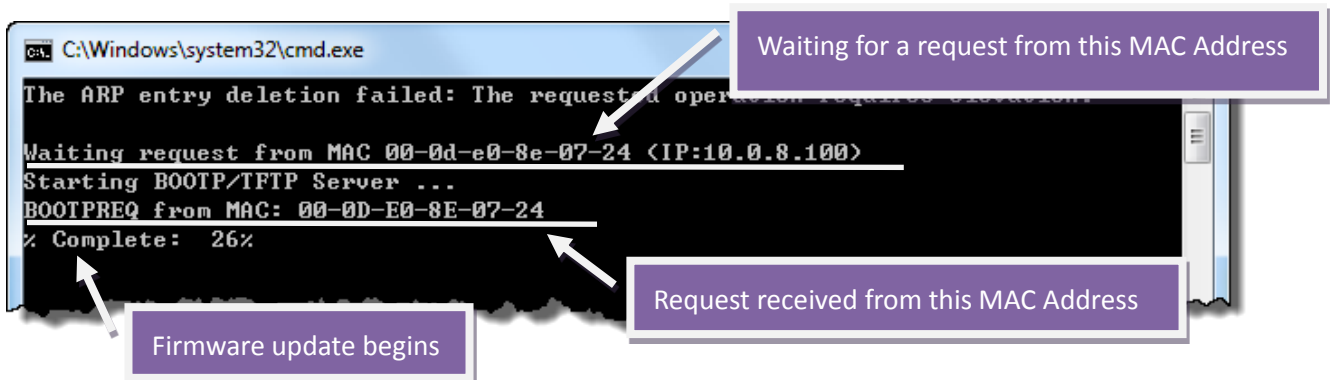 C:\Windows\system32\cmd.exe
Waiting for a request from this MAC Address
The ARP entry deletion failed: The requested operation requires elevation.
Waiting request from MAC 00-0d-e0-8e-07-24 (IP:10.0.8.100)
Starting BOOTP/TFTP Server ...
BOOTPREQ from MAC: 00-0D-E0-8E-07-24
% Complete: 26%
Request received from this MAC Address
Firmware update begins